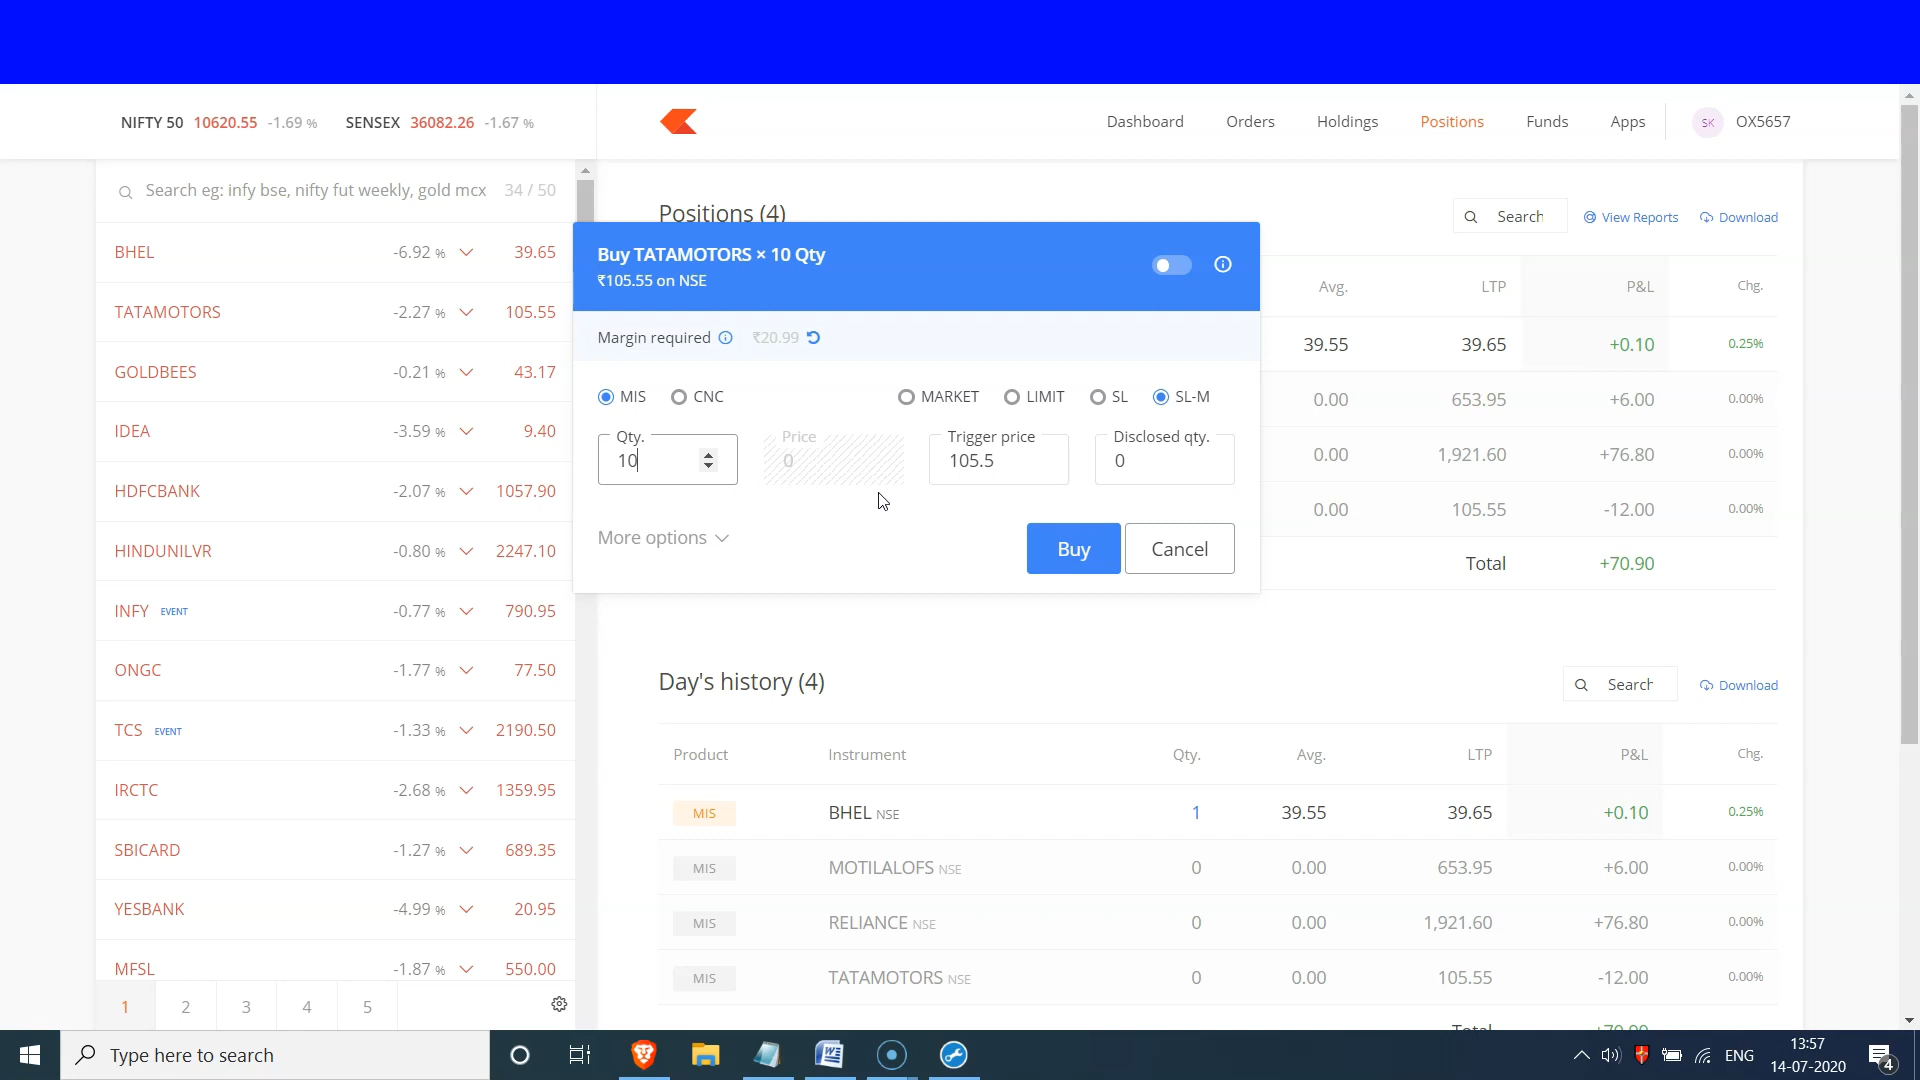 NIFTY 50 10620.55 -1.69 % SENSEX 36082.26 -1.67 %
Dashboard Orders Holdings Positions Funds Apps SK OX5657
Search eg: infy bse, nifty fut weekly, gold mcx 34 / 50
BHEL -6.92 % 39.65
TATAMOTORS -2.27 % 105.55
GOLDBEES -0.21 % 43.17
IDEA -3.59 % 9.40
HDFCBANK -2.07 % 1057.90
HINDUNILVR -0.80 % 2247.10
INFY EVENT -0.77 % 790.95
ONGC -1.77 % 77.50
TCS EVENT -1.33 % 2190.50
IRCTC -2.68 % 1359.95
SBICARD -1.27 % 689.35
YESBANK -4.99 % 20.95
MFSL -1.87 % 550.00
1 2 3 4 5
Positions (4)
Search View Reports Download
Avg. LTP P&L Chg.
39.55 39.65 +0.10 0.25%
0.00 653.95 +6.00 0.00%
0.00 1,921.60 +76.80 0.00%
0.00 105.55 -12.00 0.00%
Total +70.90
Buy TATAMOTORS × 10 Qty
₹105.55 on NSE
Margin required ₹20.99
MIS CNC MARKET LIMIT SL SL-M
Qty. Price Trigger price Disclosed qty.
10 0 105.5 0
More options Buy Cancel
Day's history (4)
Search Download
Product Instrument Qty. Avg. LTP P&L Chg.
MIS BHEL NSE 1 39.55 39.65 +0.10 0.25%
MIS MOTILALOFS NSE 0 0.00 653.95 +6.00 0.00%
MIS RELIANCE NSE 0 0.00 1,921.60 +76.80 0.00%
MIS TATAMOTORS NSE 0 0.00 105.55 -12.00 0.00%
Total +70.90
Type here to search
ENG
13:57
14-07-2020
4